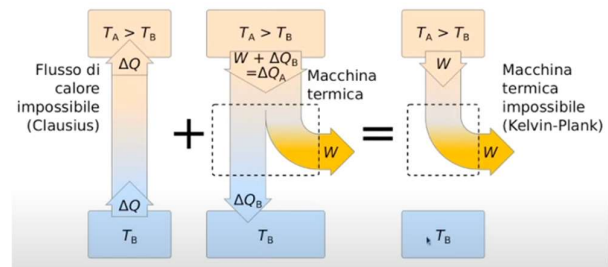 T_A > T_B
ΔQ
Flusso di
calore
impossibile
(Clausius)
ΔQ
T_B
+
T_A > T_B
W + ΔQ_B
=ΔQ_A
Macchina
termica
W
ΔQ_B
T_B
=
T_A > T_B
W
Macchina
termica
impossibile
(Kelvin-Plank)
W
T_B